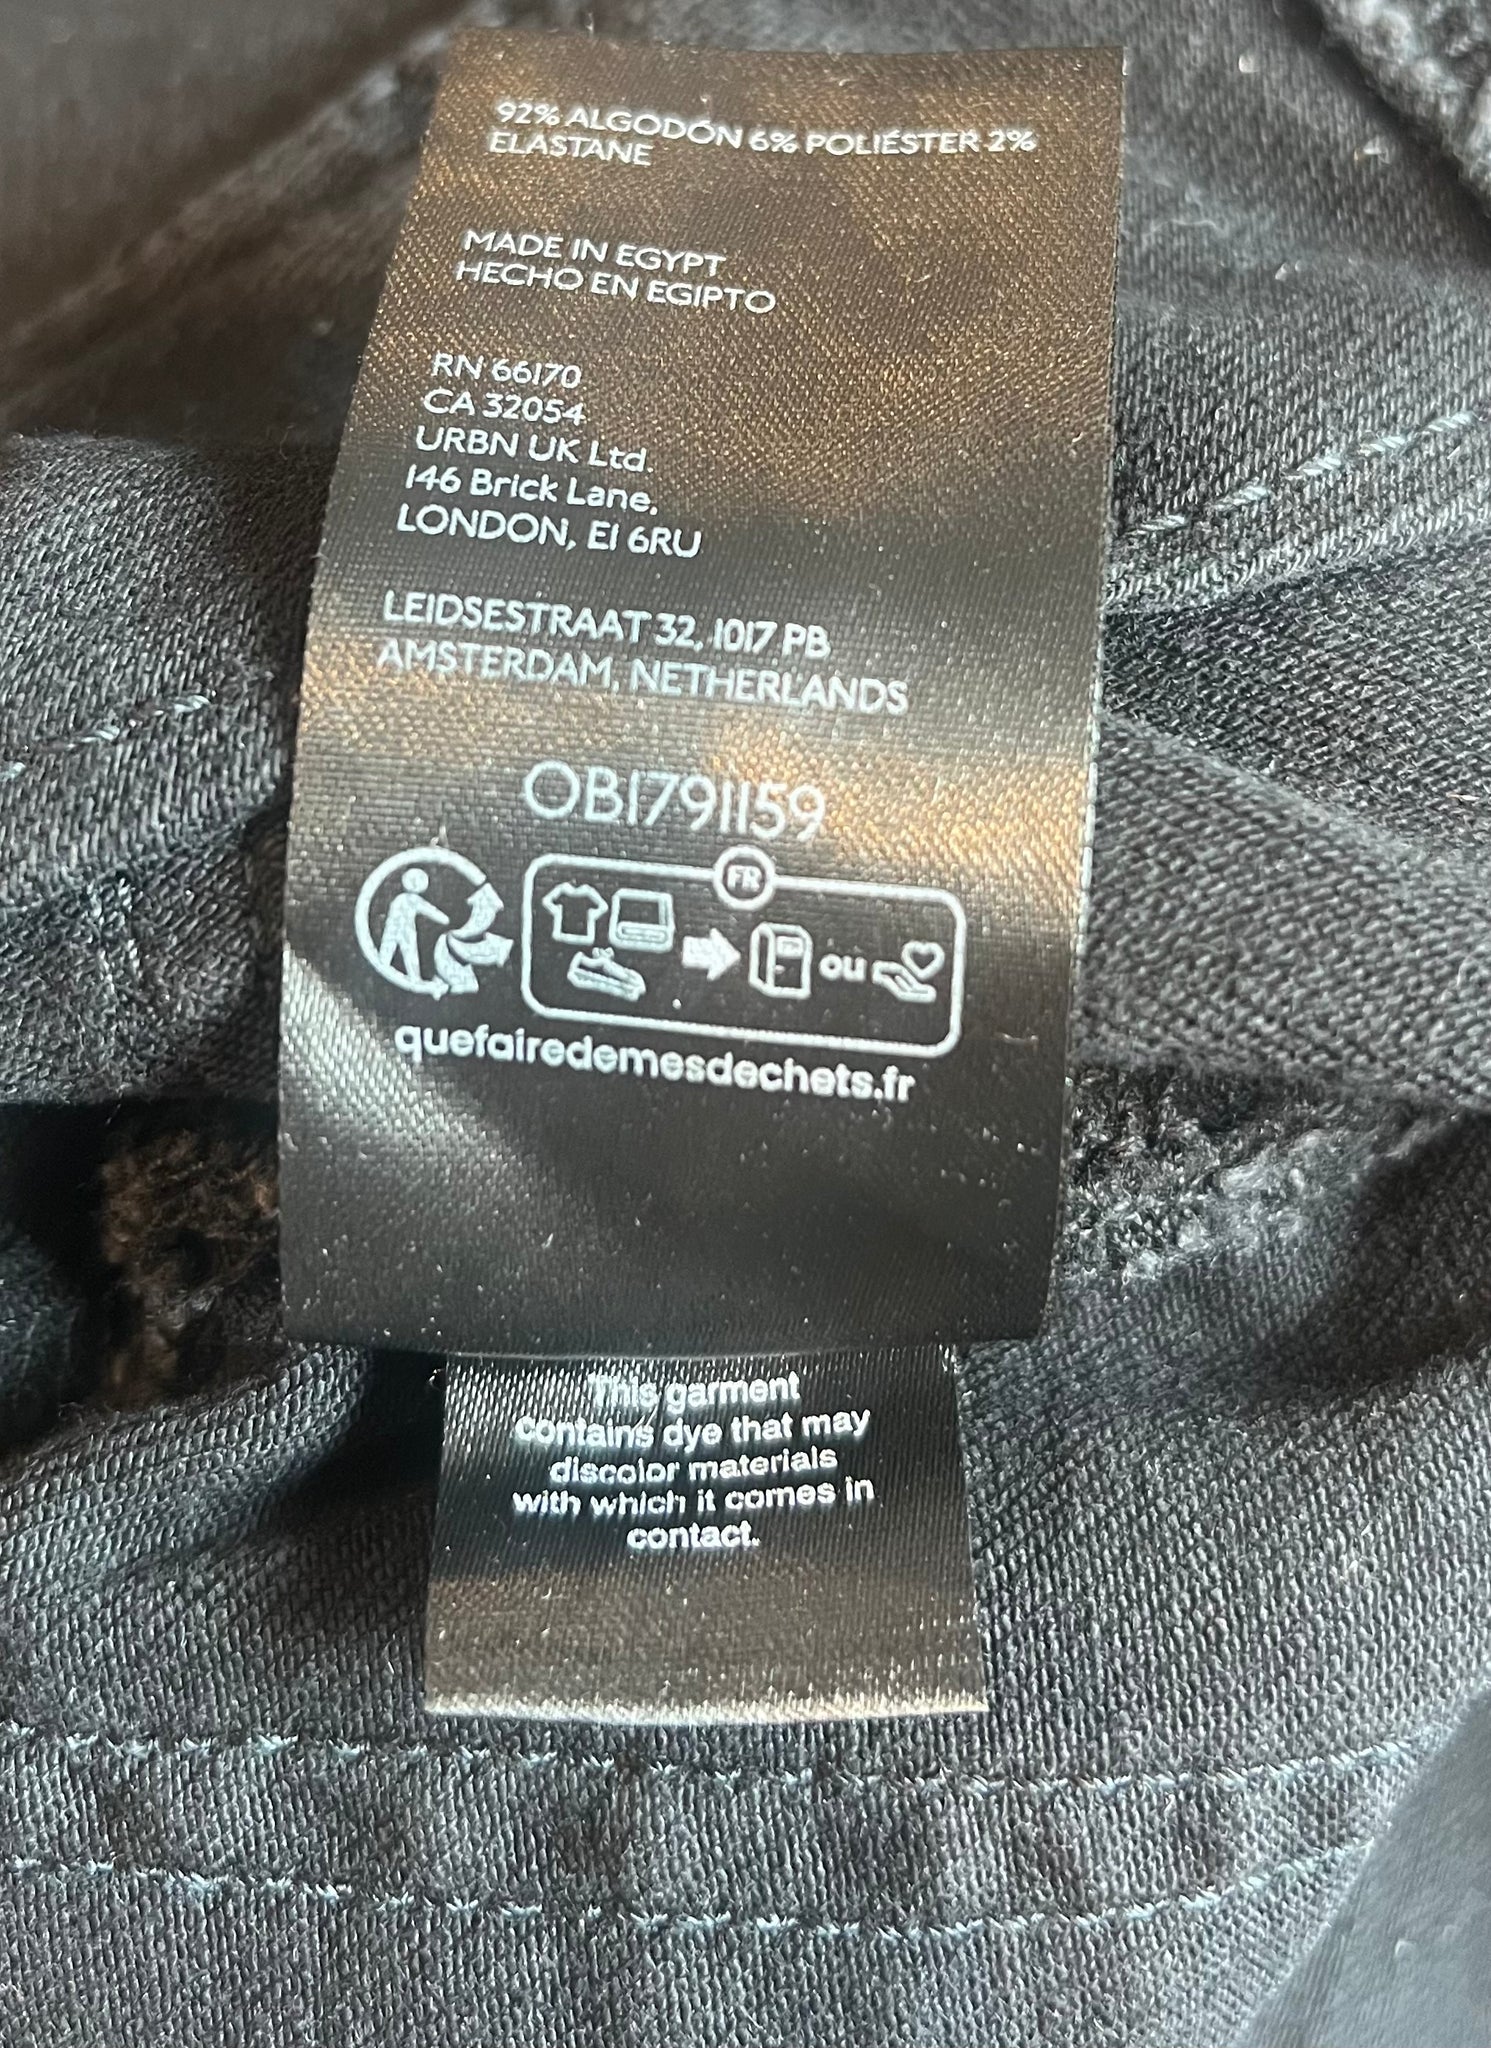 92% ALGODÓN 6% POLIÉSTER 2%
ELASTANE
MADE IN EGYPT
HECHO EN EGIPTO
RN 66170
CA 32054
URBN UK Ltd.
146 Brick Lane,
LONDON, E1 6RU
LEIDSESTRAAT 32, 1017 PB
AMSTERDAM, NETHERLANDS
OB1791159
FR
ou
quefairedemesdechets.fr
This garment
contains dye that may
discolor materials
with which it comes in
contact.